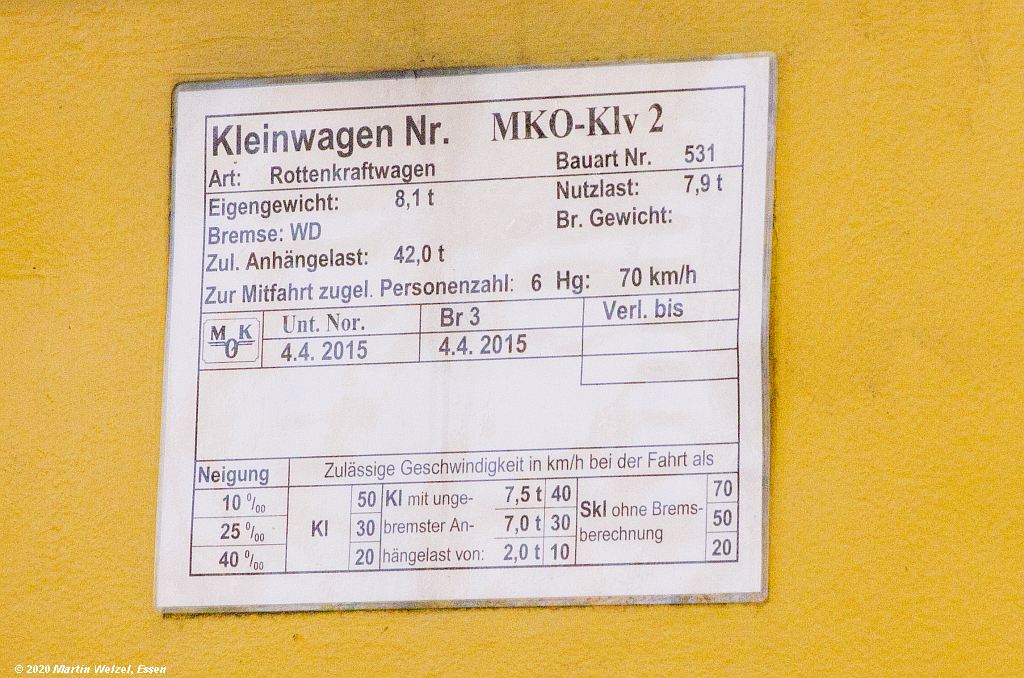 Kleinwagen Nr. MKO-Klv 2
Art: Rottenkraftwagen Bauart Nr. 531
Eigengewicht: 8,1 t Nutzlast: 7,9 t
Bremse: WD Br. Gewicht:
Zul. Anhängelast: 42,0 t
Zur Mitfahrt zugel. Personenzahl: 6 Hg: 70 km/h
M K O Unt. Nor. Br 3 Verl. bis
4.4. 2015 4.4. 2015
Neigung Zulässige Geschwindigkeit in km/h bei der Fahrt als
10 ‰ 50 Kl mit unge- 7,5 t 40 70
25 ‰ Kl 30 bremster An- 7,0 t 30 Skl ohne Brems- 50
40 ‰ 20 hängelast von: 2,0 t 10 berechnung 20
© 2020 Martin Welzel, Essen